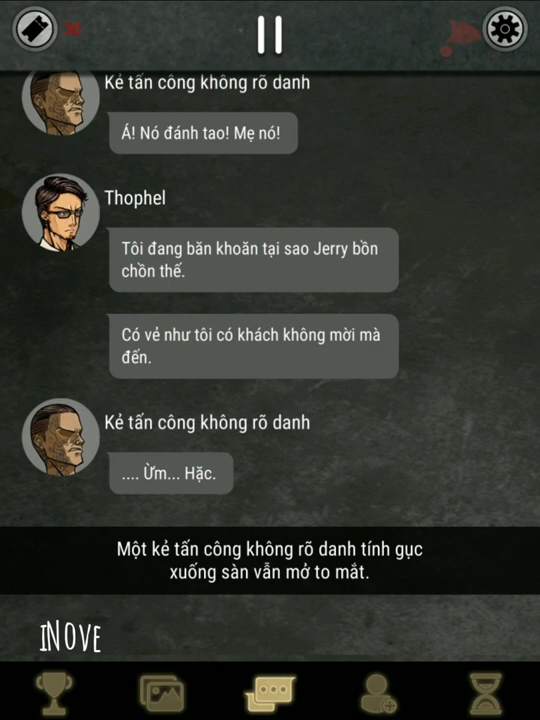 30
Kẻ tấn công không rõ danh
Á! Nó đánh tao! Mẹ nó!
Thophel
Tôi đang băn khoăn tại sao Jerry bồn
chồn thế.
Có vẻ như tôi có khách không mời mà
đến.
Kẻ tấn công không rõ danh
.... Ừm... Hặc.
Một kẻ tấn công không rõ danh tính gục
xuống sàn vẫn mở to mắt.
iNOVE